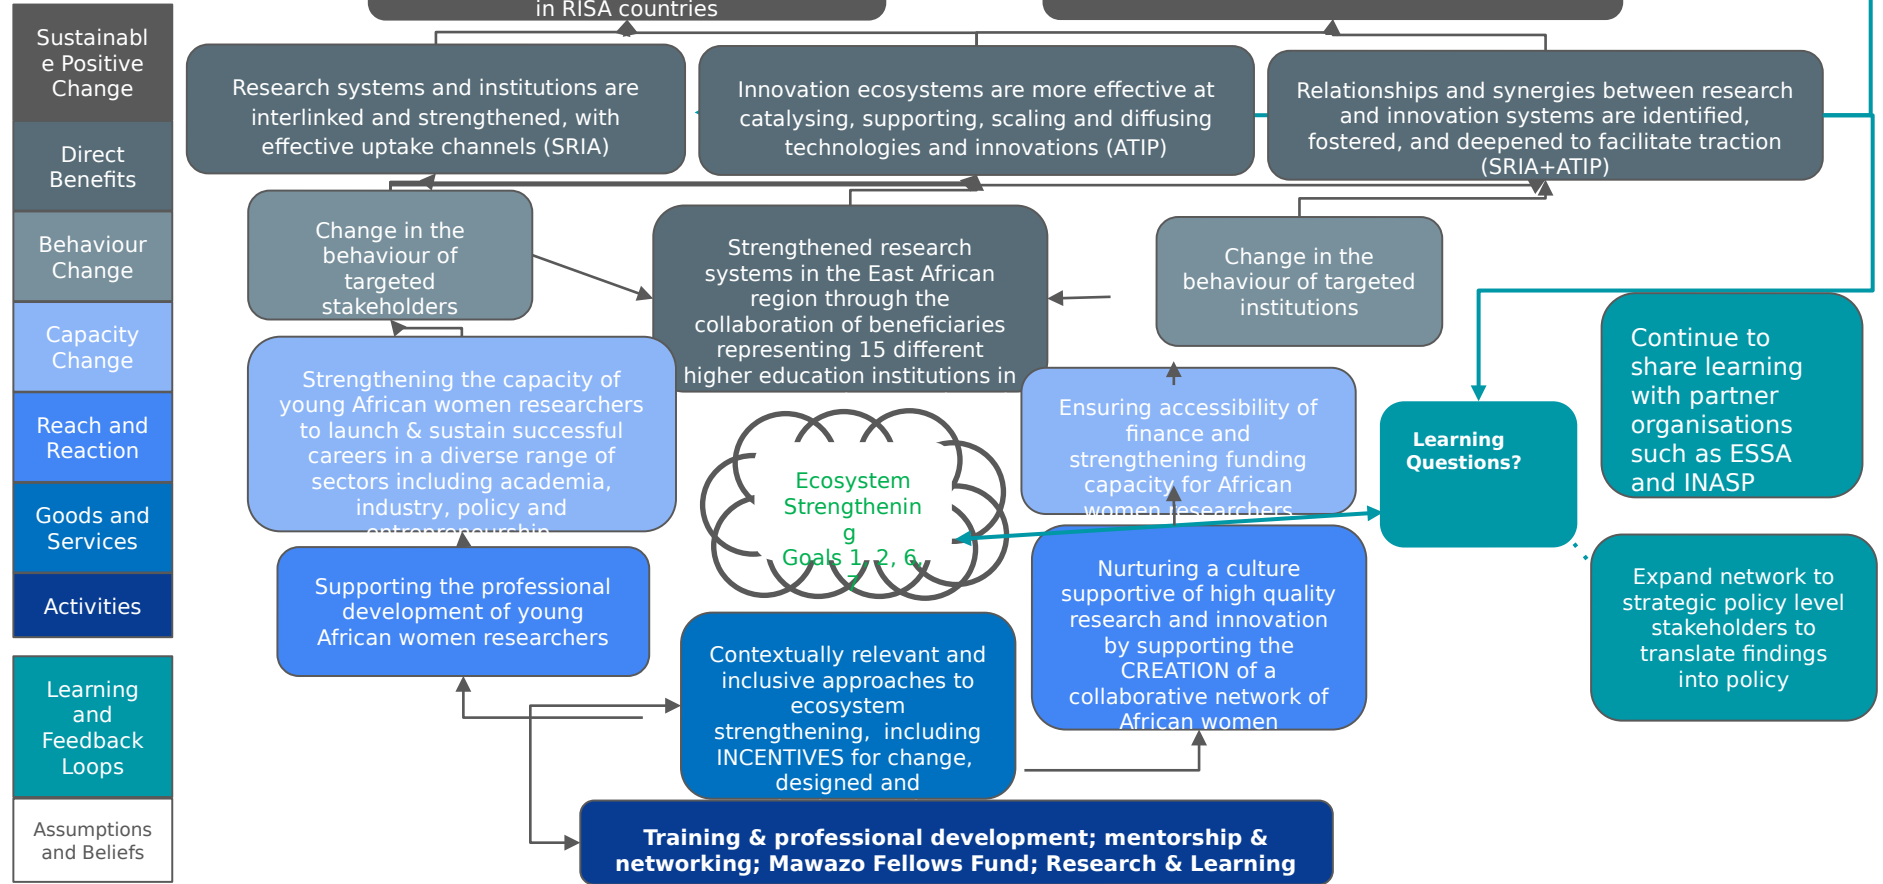 in RISA countries
Sustainabl
e Positive
Change
Direct
Benefits
Behaviour
Change
Capacity
Change
Reach and
Reaction
Goods and
Services
Activities
Learning
and
Feedback
Loops
Assumptions
and Beliefs
Research systems and institutions are
interlinked and strengthened, with
effective uptake channels (SRIA)
Innovation ecosystems are more effective at
catalysing, supporting, scaling and diffusing
technologies and innovations (ATIP)
Relationships and synergies between research
and innovation systems are identified,
fostered, and deepened to facilitate traction
(SRIA+ATIP)
Change in the
behaviour of
targeted
stakeholders
Strengthened research
systems in the East African
region through the
collaboration of beneficiaries
representing 15 different
higher education institutions in
Change in the
behaviour of targeted
institutions
Strengthening the capacity of
young African women researchers
to launch & sustain successful
careers in a diverse range of
sectors including academia,
industry, policy and
entrepreneurship
Ecosystem
Strengthenin
g
Goals 1, 2, 6,
7
Ensuring accessibility of
finance and
strengthening funding
capacity for African
women researchers
Learning
Questions?
Continue to
share learning
with partner
organisations
such as ESSA
and INASP
Supporting the professional
development of young
African women researchers
Contextually relevant and
inclusive approaches to
ecosystem
strengthening, including
INCENTIVES for change,
designed and
Nurturing a culture
supportive of high quality
research and innovation
by supporting the
CREATION of a
collaborative network of
African women
Expand network to
strategic policy level
stakeholders to
translate findings
into policy
Training & professional development; mentorship &
networking; Mawazo Fellows Fund; Research & Learning